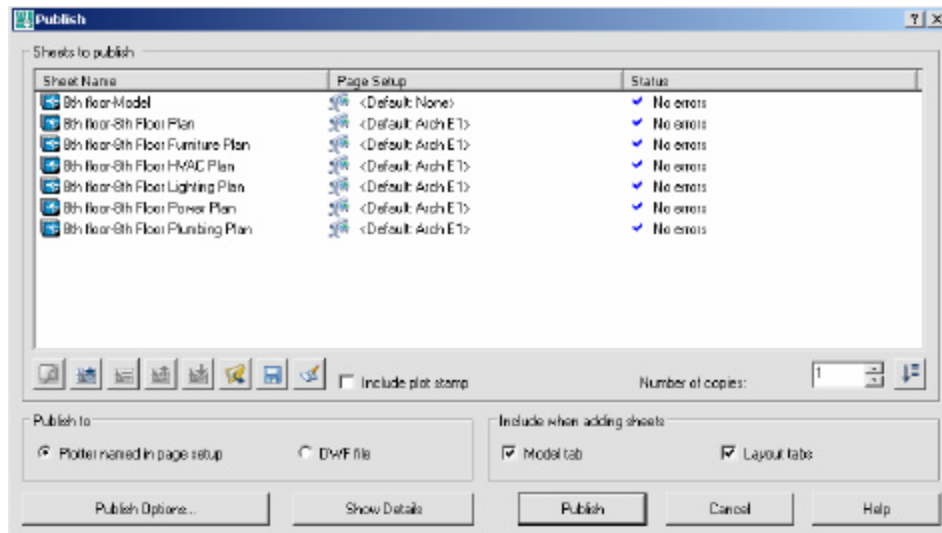 Publish
Sheets to publish
Sheet Name Page Setup Status
8th floor-Model <Default: None> No errors
8th floor-8th Floor Plan <Default: Arch E1> No errors
8th floor-8th Floor Furniture Plan <Default: Arch E1> No errors
8th floor-8th Floor HVAC Plan <Default: Arch E1> No errors
8th floor-8th Floor Lighting Plan <Default: Arch E1> No errors
8th floor-8th Floor Power Plan <Default: Arch E1> No errors
8th floor-8th Floor Plumbing Plan <Default: Arch E1> No errors
Include plot stamp Number of copies: 1
Publish to Include when adding sheets
Plotter named in page setup DWF file Model tab Layout tabs
Publish Options... Show Details Publish Cancel Help